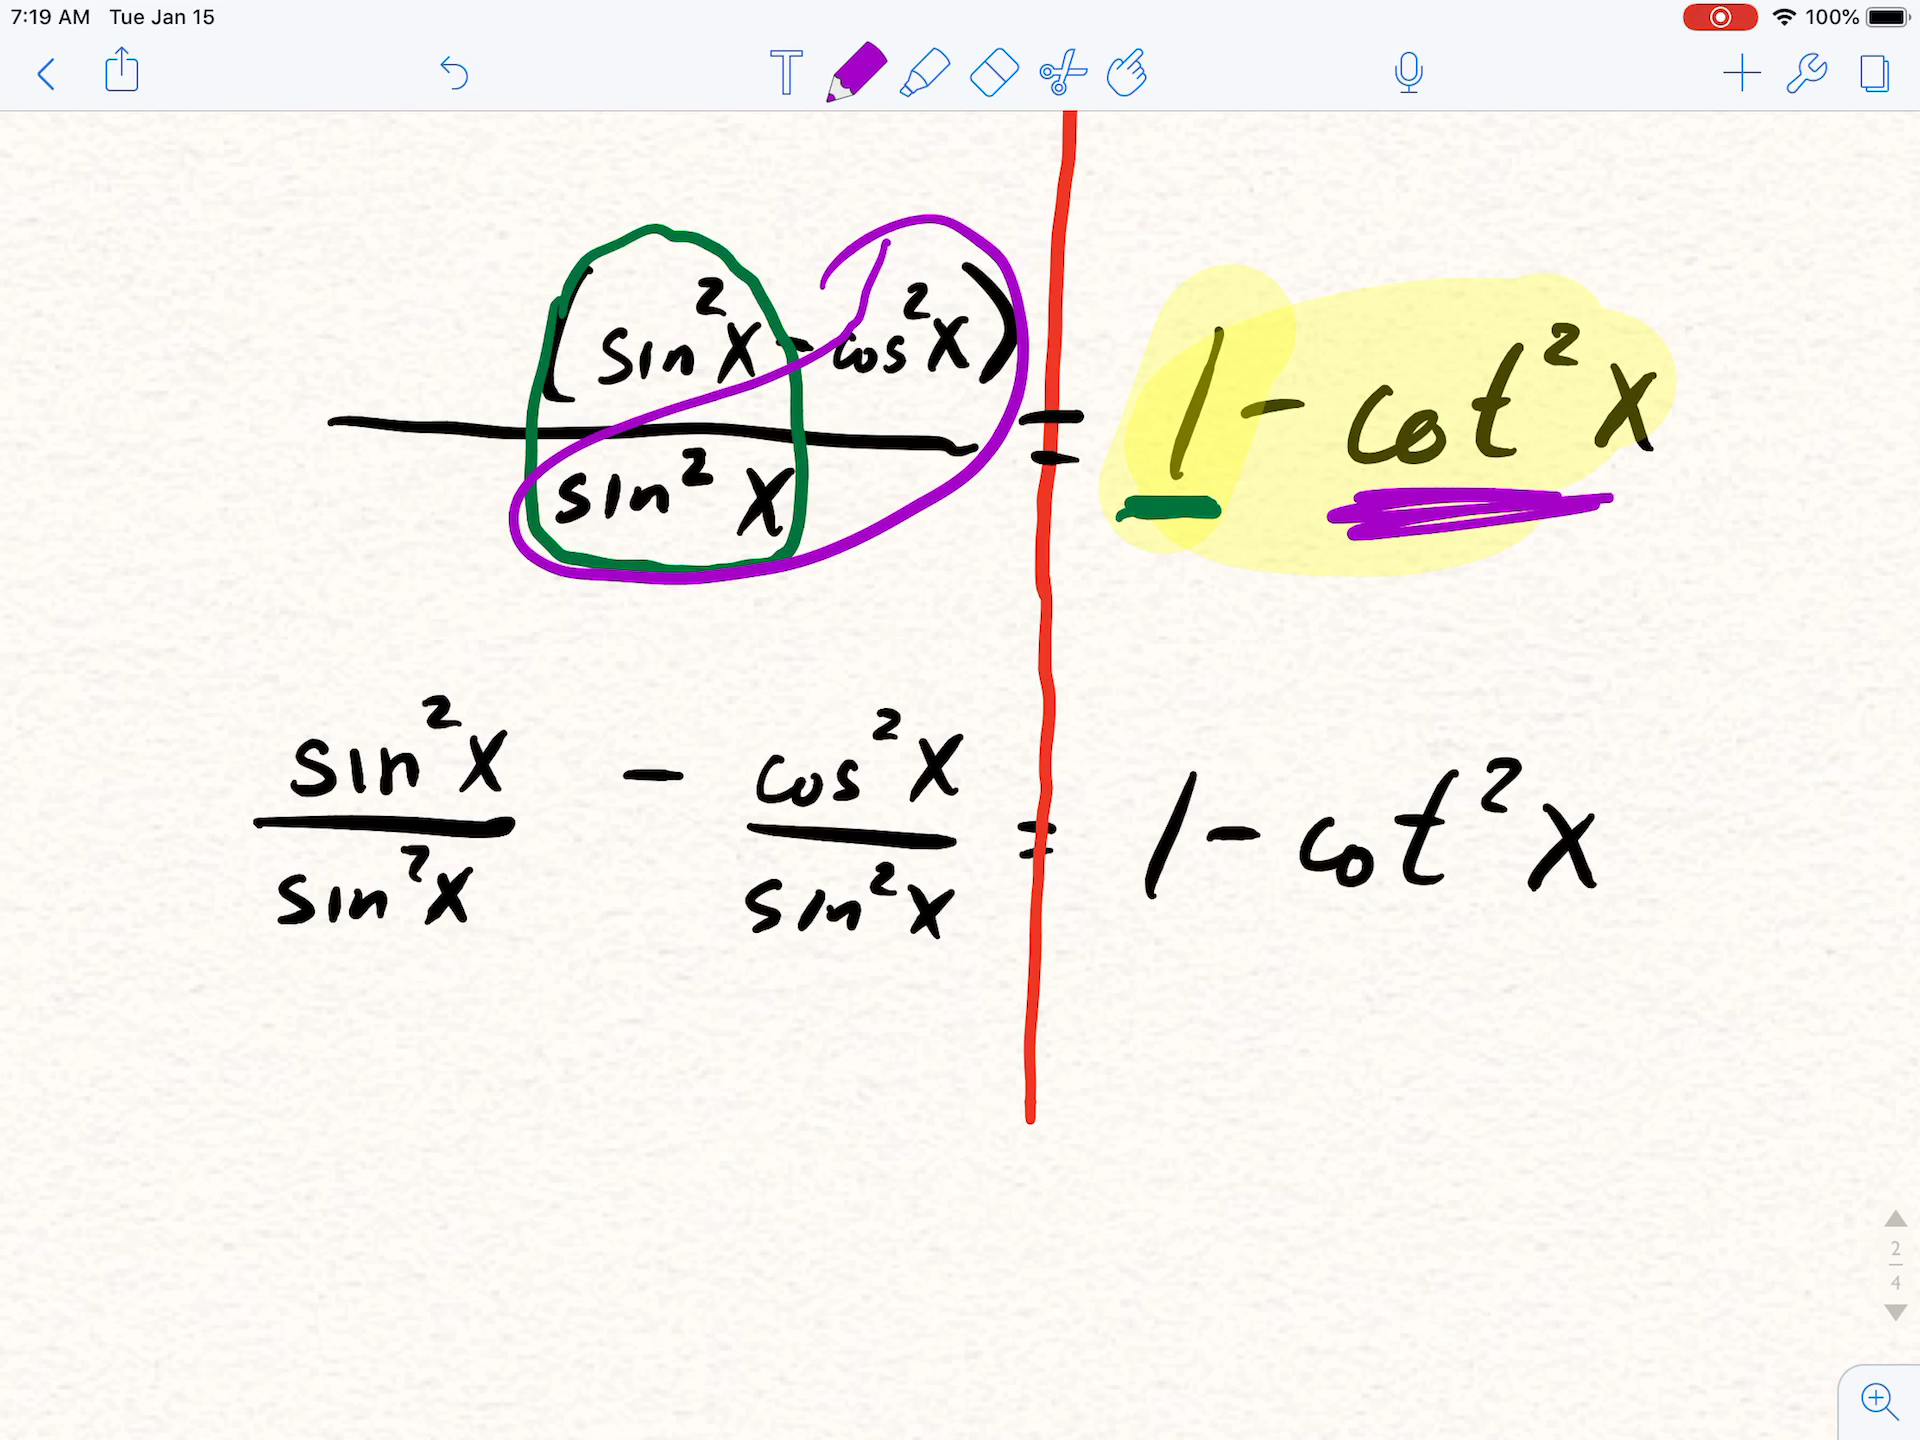 7:19 AM Tue Jan 15 100%
T
(sin²x - cos²x)
sin² x
= 1 - cot²x
sin²x - cos²x = 1 - cot²x
sin²x sin²x
2
4